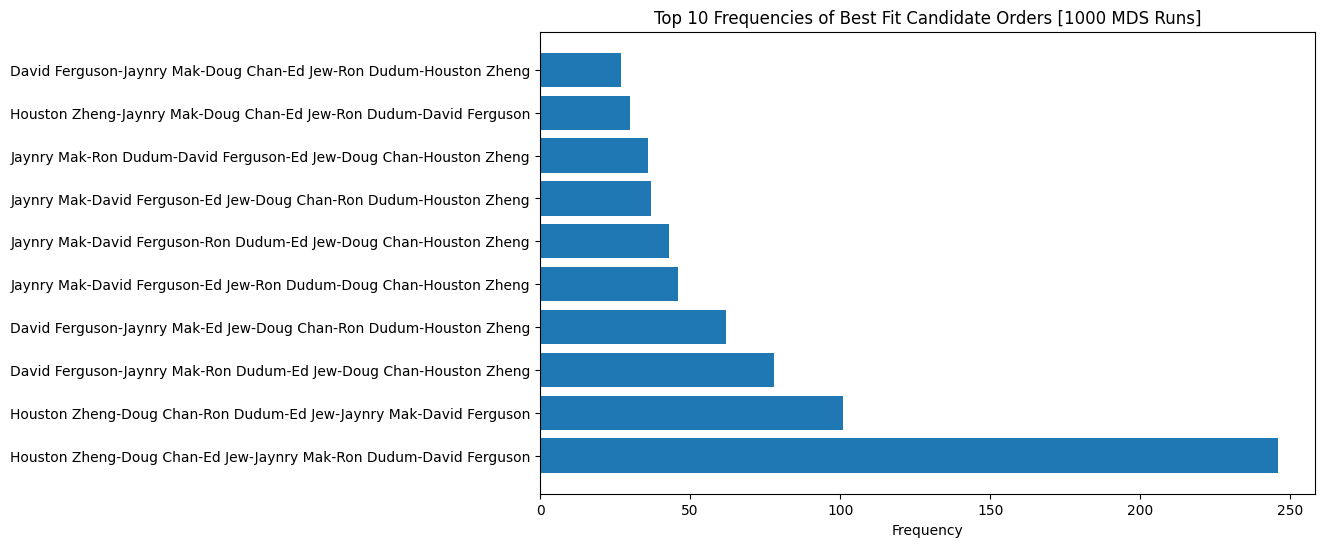 Top 10 Frequencies of Best Fit Candidate Orders [1000 MDS Runs]
David Ferguson-Jaynry Mak-Doug Chan-Ed Jew-Ron Dudum-Houston Zheng
Houston Zheng-Jaynry Mak-Doug Chan-Ed Jew-Ron Dudum-David Ferguson
Jaynry Mak-Ron Dudum-David Ferguson-Ed Jew-Doug Chan-Houston Zheng
Jaynry Mak-David Ferguson-Ed Jew-Doug Chan-Ron Dudum-Houston Zheng
Jaynry Mak-David Ferguson-Ron Dudum-Ed Jew-Doug Chan-Houston Zheng
Jaynry Mak-David Ferguson-Ed Jew-Ron Dudum-Doug Chan-Houston Zheng
David Ferguson-Jaynry Mak-Ed Jew-Doug Chan-Ron Dudum-Houston Zheng
David Ferguson-Jaynry Mak-Ron Dudum-Ed Jew-Doug Chan-Houston Zheng
Houston Zheng-Doug Chan-Ron Dudum-Ed Jew-Jaynry Mak-David Ferguson
Houston Zheng-Doug Chan-Ed Jew-Jaynry Mak-Ron Dudum-David Ferguson
0 50 100 150 200 250
Frequency